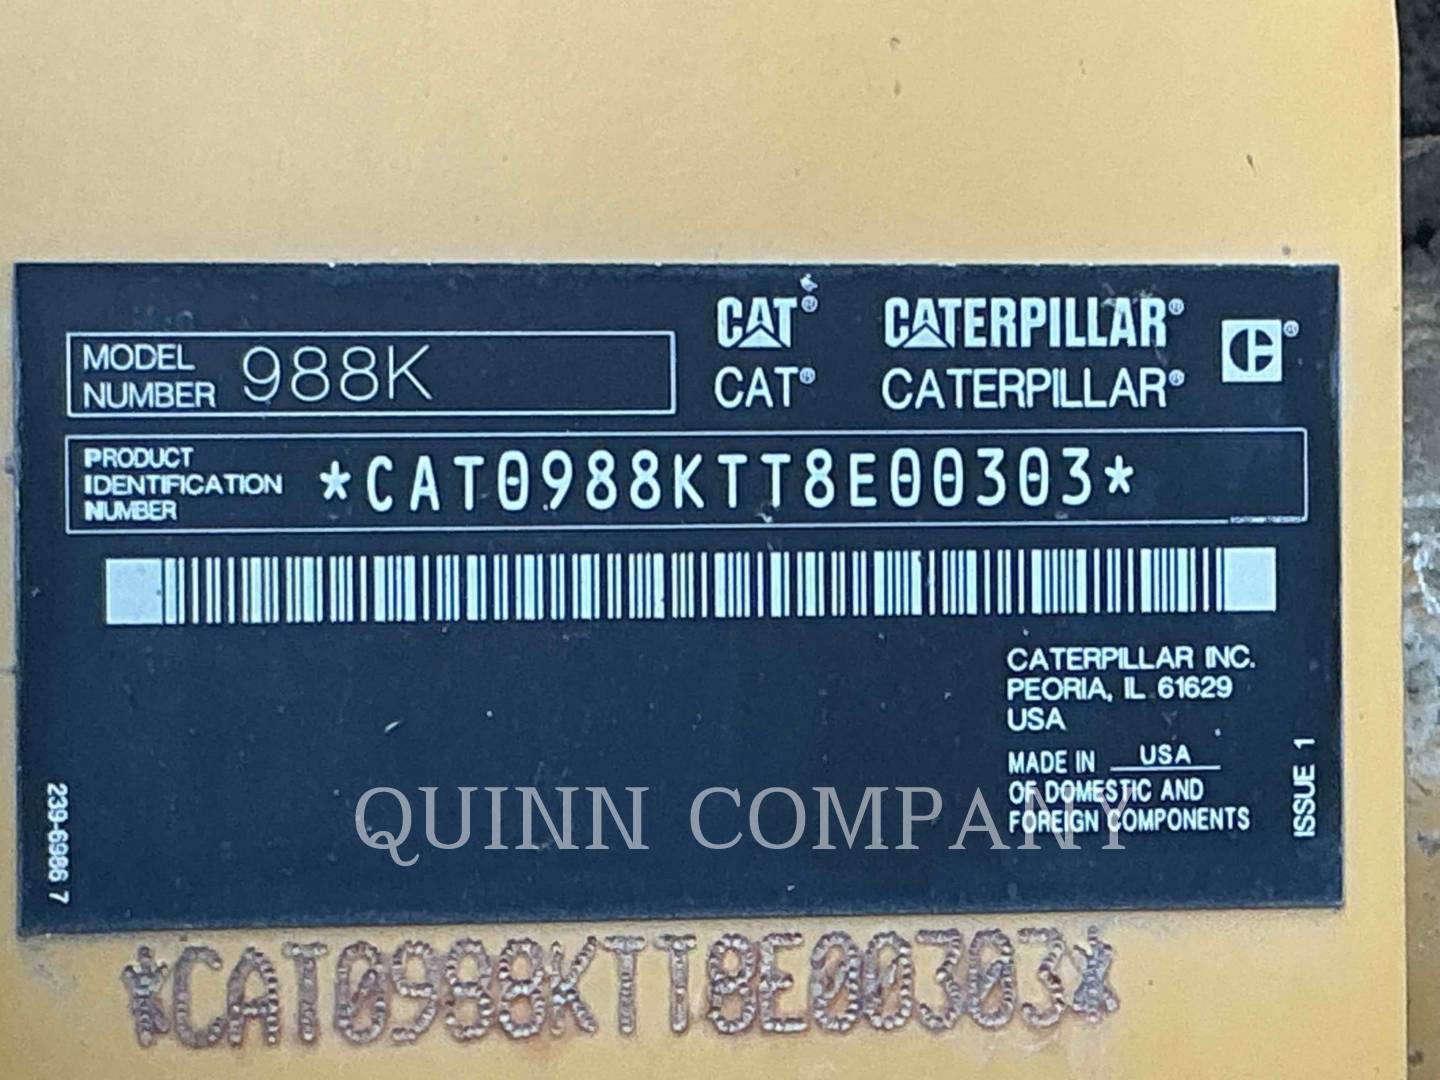 CAT® CATERPILLAR® CE®
MODEL NUMBER 988K
CAT® CATERPILLAR®
PRODUCT IDENTIFICATION NUMBER *CAT0988KTT8E00303*
CATERPILLAR INC.
PEORIA, IL 61629
USA
MADE IN USA
OF DOMESTIC AND
FOREIGN COMPONENTS
ISSUE 1
239-6986 7
QUINN COMPANY
*CAT0988KTT8E00303*